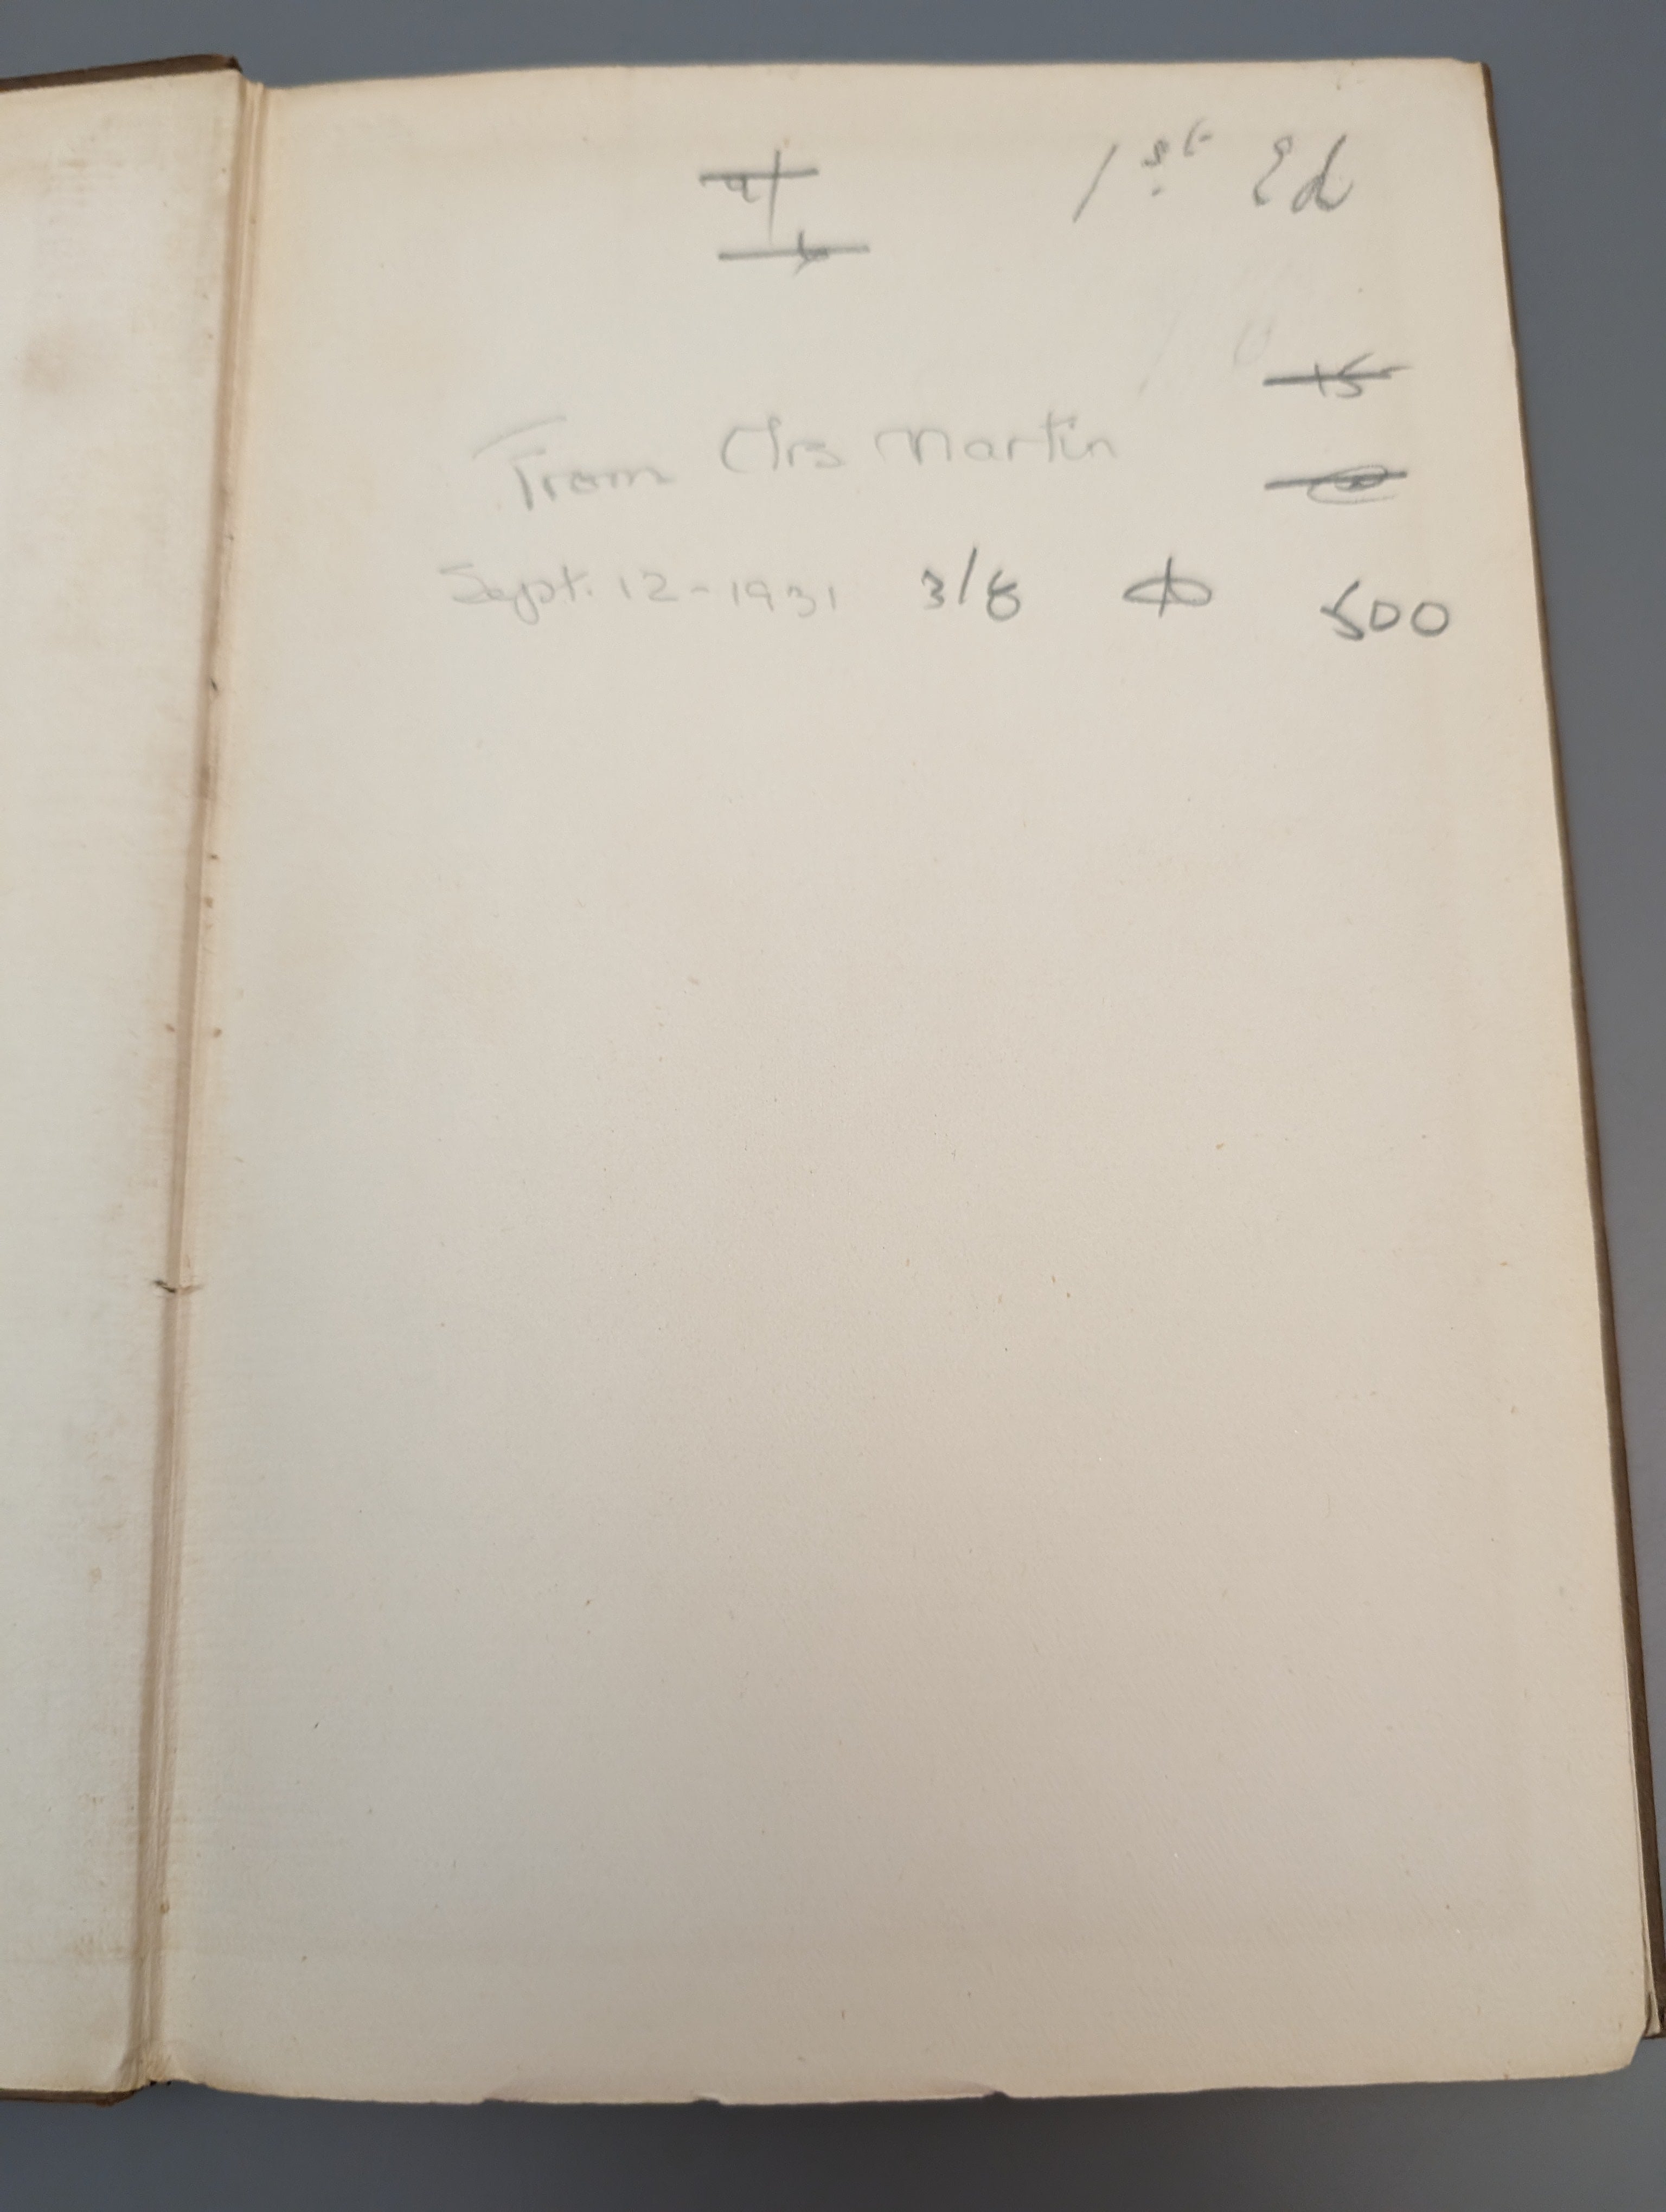 1st Ed
15
From Mrs Martin
Sept. 12-1931 3/8 500